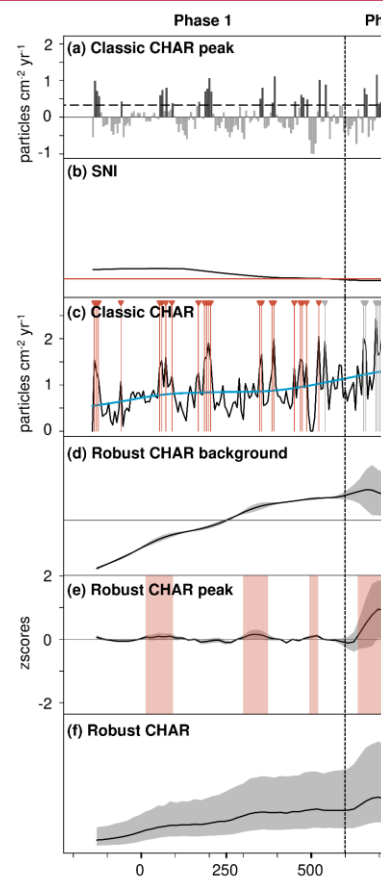 Phase 1
Ph
(a) Classic CHAR peak
particles cm-2 yr-1
2
1
0
-1
(b) SNI
(c) Classic CHAR
particles cm-2 yr-1
2
1
0
(d) Robust CHAR background
(e) Robust CHAR peak
zscores
2
0
-2
(f) Robust CHAR
0 250 500